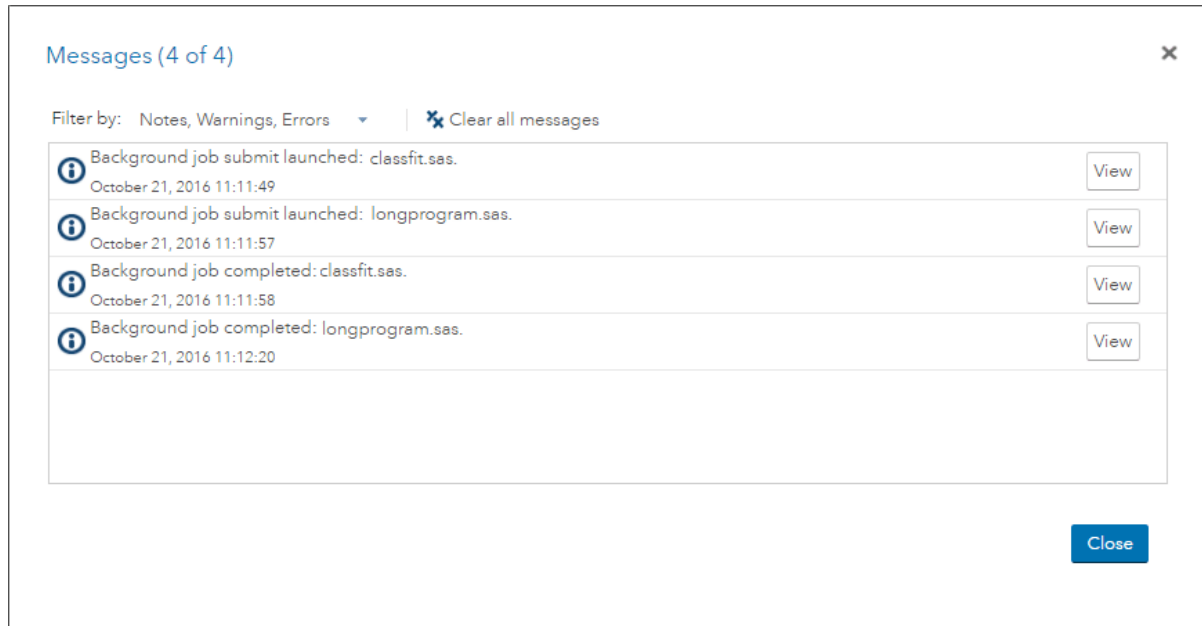 Messages (4 of 4)
Filter by: Notes, Warnings, Errors Clear all messages
Background job submit launched: classfit.sas.
October 21, 2016 11:11:49
View
Background job submit launched: longprogram.sas.
October 21, 2016 11:11:57
View
Background job completed: classfit.sas.
October 21, 2016 11:11:58
View
Background job completed: longprogram.sas.
October 21, 2016 11:12:20
View
Close